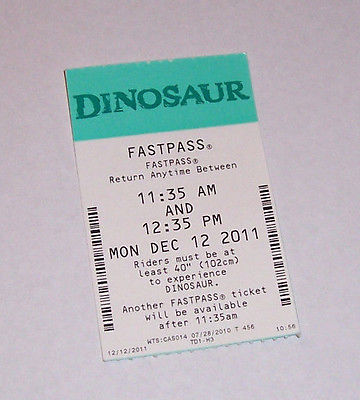 DINOSAUR
FASTPASS®
FASTPASS®
Return Anytime Between
11:35 AM
AND
12:35 PM
MON DEC 12 2011
Riders must be at
least 40" (102cm)
to experience
DINOSAUR.
Another FASTPASS® ticket
will be available
after 11:35am
WTS:CAS014 07/28/2010 T 456
12/12/2011 TD1-H3 10:56